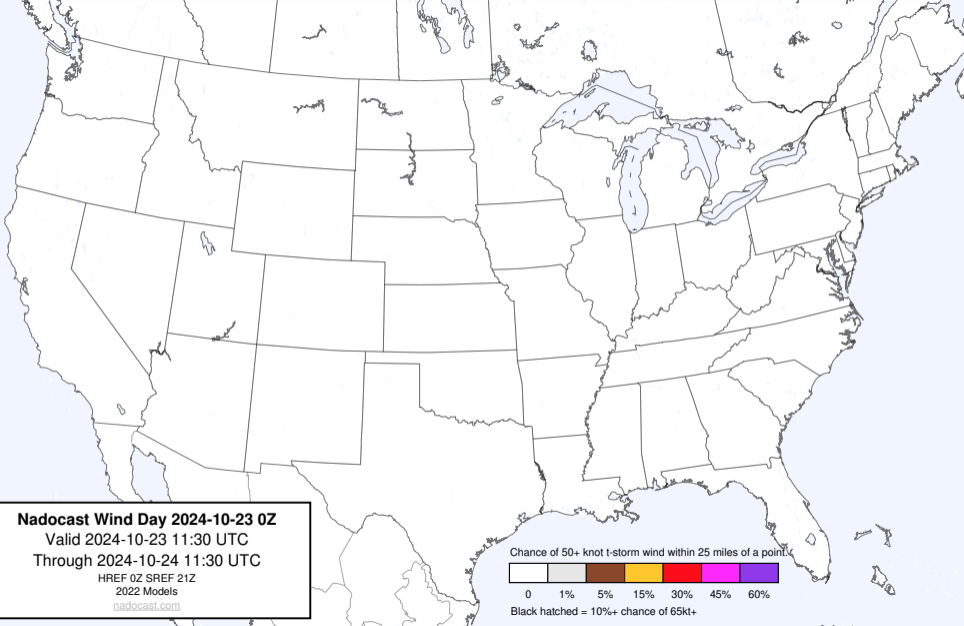 Nadocast Wind Day 2024-10-23 0Z
Valid 2024-10-23 11:30 UTC
Through 2024-10-24 11:30 UTC
HREF 0Z SREF 21Z
2022 Models
nadocast.com
Chance of 50+ knot t-storm wind within 25 miles of a point.
0 1% 5% 15% 30% 45% 60%
Black hatched = 10%+ chance of 65kt+